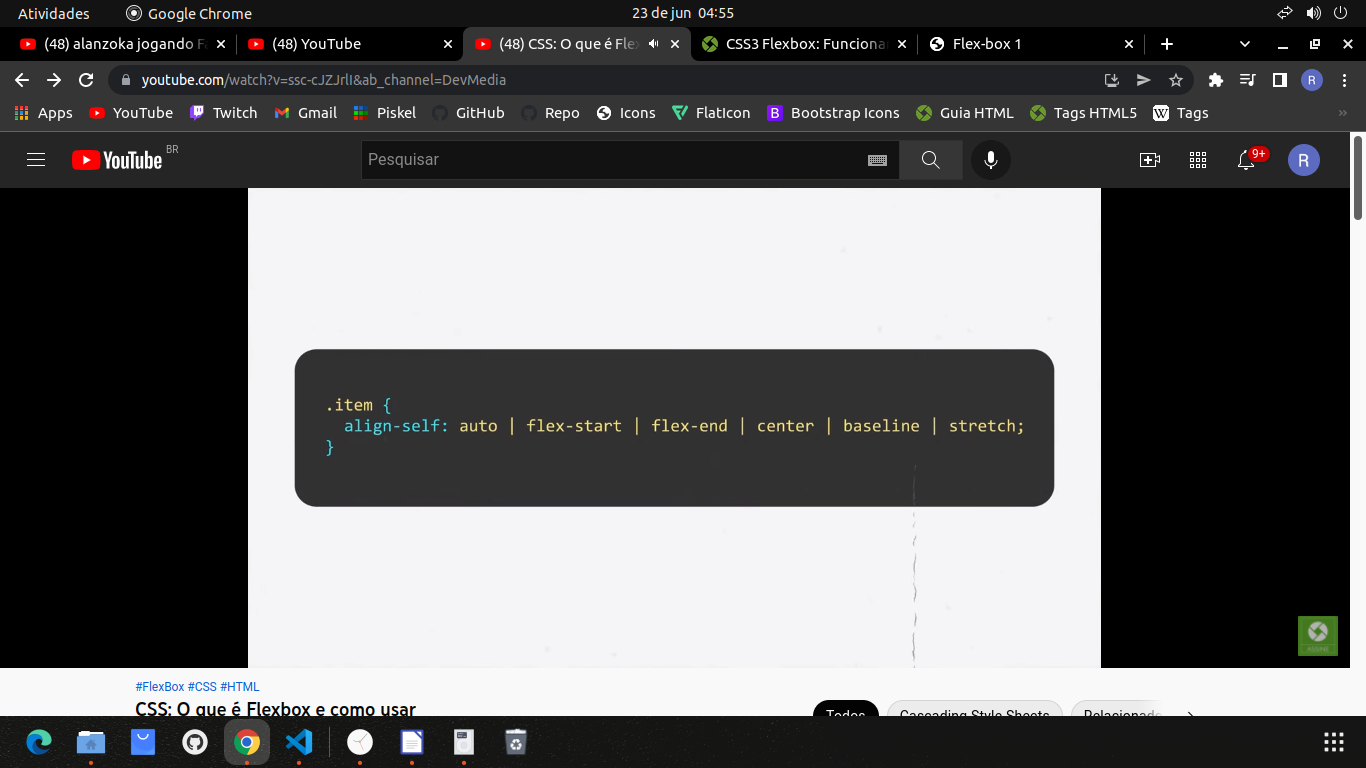 Atividades
Google Chrome
23 de jun 04:55
(48) alanzoka jogando Fa
(48) YouTube
(48) CSS: O que é Flex
CSS3 Flexbox: Funciona
Flex-box 1
youtube.com/watch?v=ssc-cJZJrlI&ab_channel=DevMedia
R
Apps
YouTube
Twitch
Gmail
Piskel
GitHub
Repo
Icons
FlatIcon
B
Bootstrap Icons
Guia HTML
Tags HTML5
W
Tags
»
YouTube BR
Pesquisar
9+
R
.item {
align-self: auto | flex-start | flex-end | center | baseline | stretch;
}
#FlexBox #CSS #HTML
CSS: O que é Flexbox e como usar
Todos
Cascading Style Sheets
Relacionado